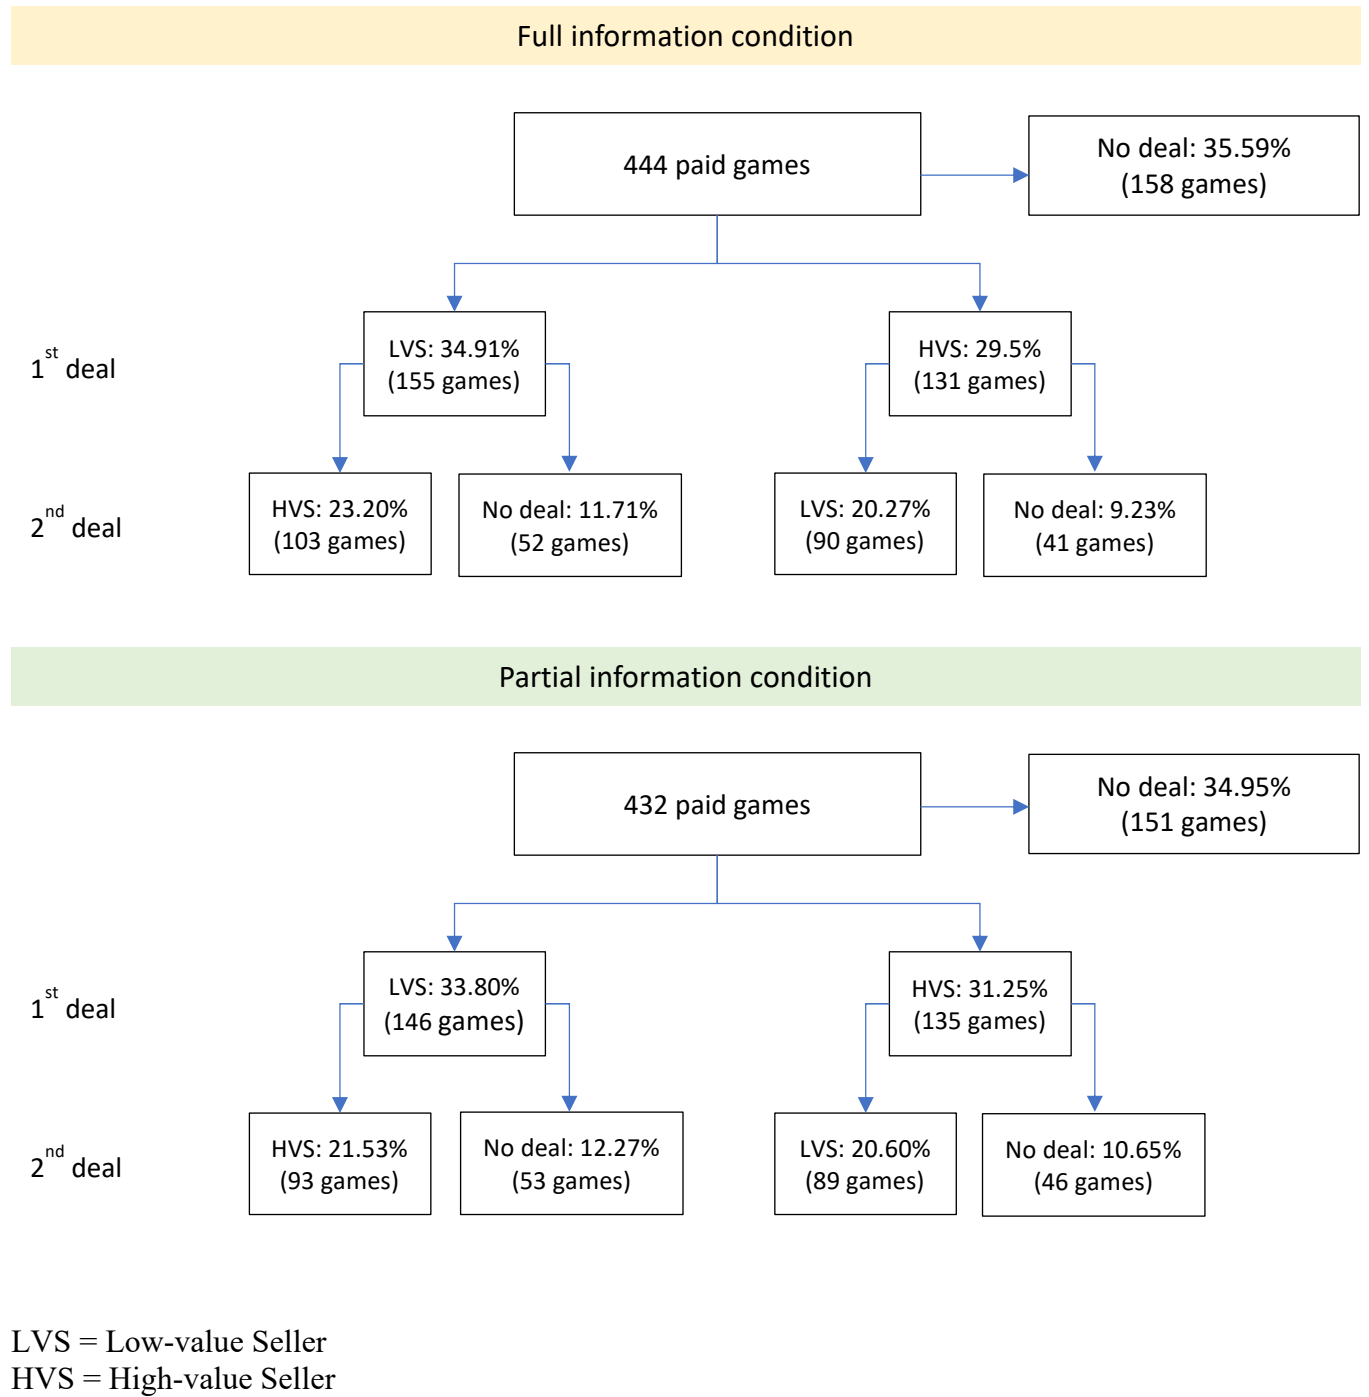 Full information condition
444 paid games
No deal: 35.59%
(158 games)
1st deal
LVS: 34.91%
(155 games)
HVS: 29.5%
(131 games)
2nd deal
HVS: 23.20%
(103 games)
No deal: 11.71%
(52 games)
LVS: 20.27%
(90 games)
No deal: 9.23%
(41 games)
Partial information condition
432 paid games
No deal: 34.95%
(151 games)
1st deal
LVS: 33.80%
(146 games)
HVS: 31.25%
(135 games)
2nd deal
HVS: 21.53%
(93 games)
No deal: 12.27%
(53 games)
LVS: 20.60%
(89 games)
No deal: 10.65%
(46 games)
LVS = Low-value Seller
HVS = High-value Seller